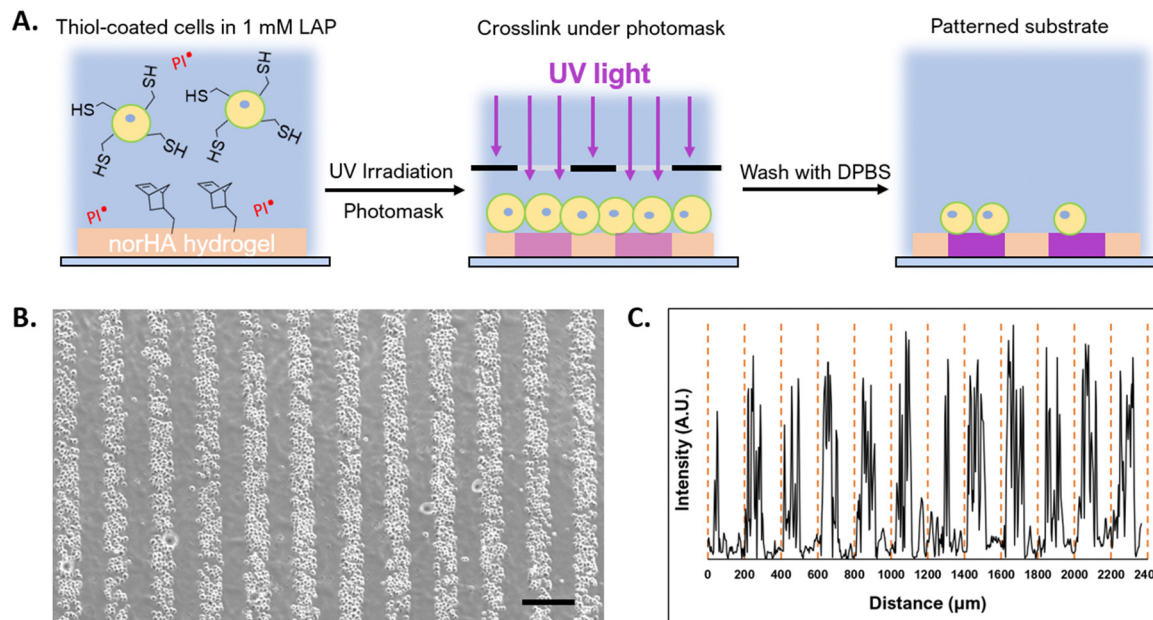 A.
Thiol-coated cells in 1 mM LAP
Crosslink under photomask
Patterned substrate
PI•
SH
SH
HS
HS
SH
HS
SH
SH
PI•
PI•
norHA hydrogel
UV Irradiation
Photomask
UV light
Wash with DPBS
B.
C.
Intensity (A.U.)
0 200 400 600 800 1000 1200 1400 1600 1800 2000 2200 240
Distance (µm)